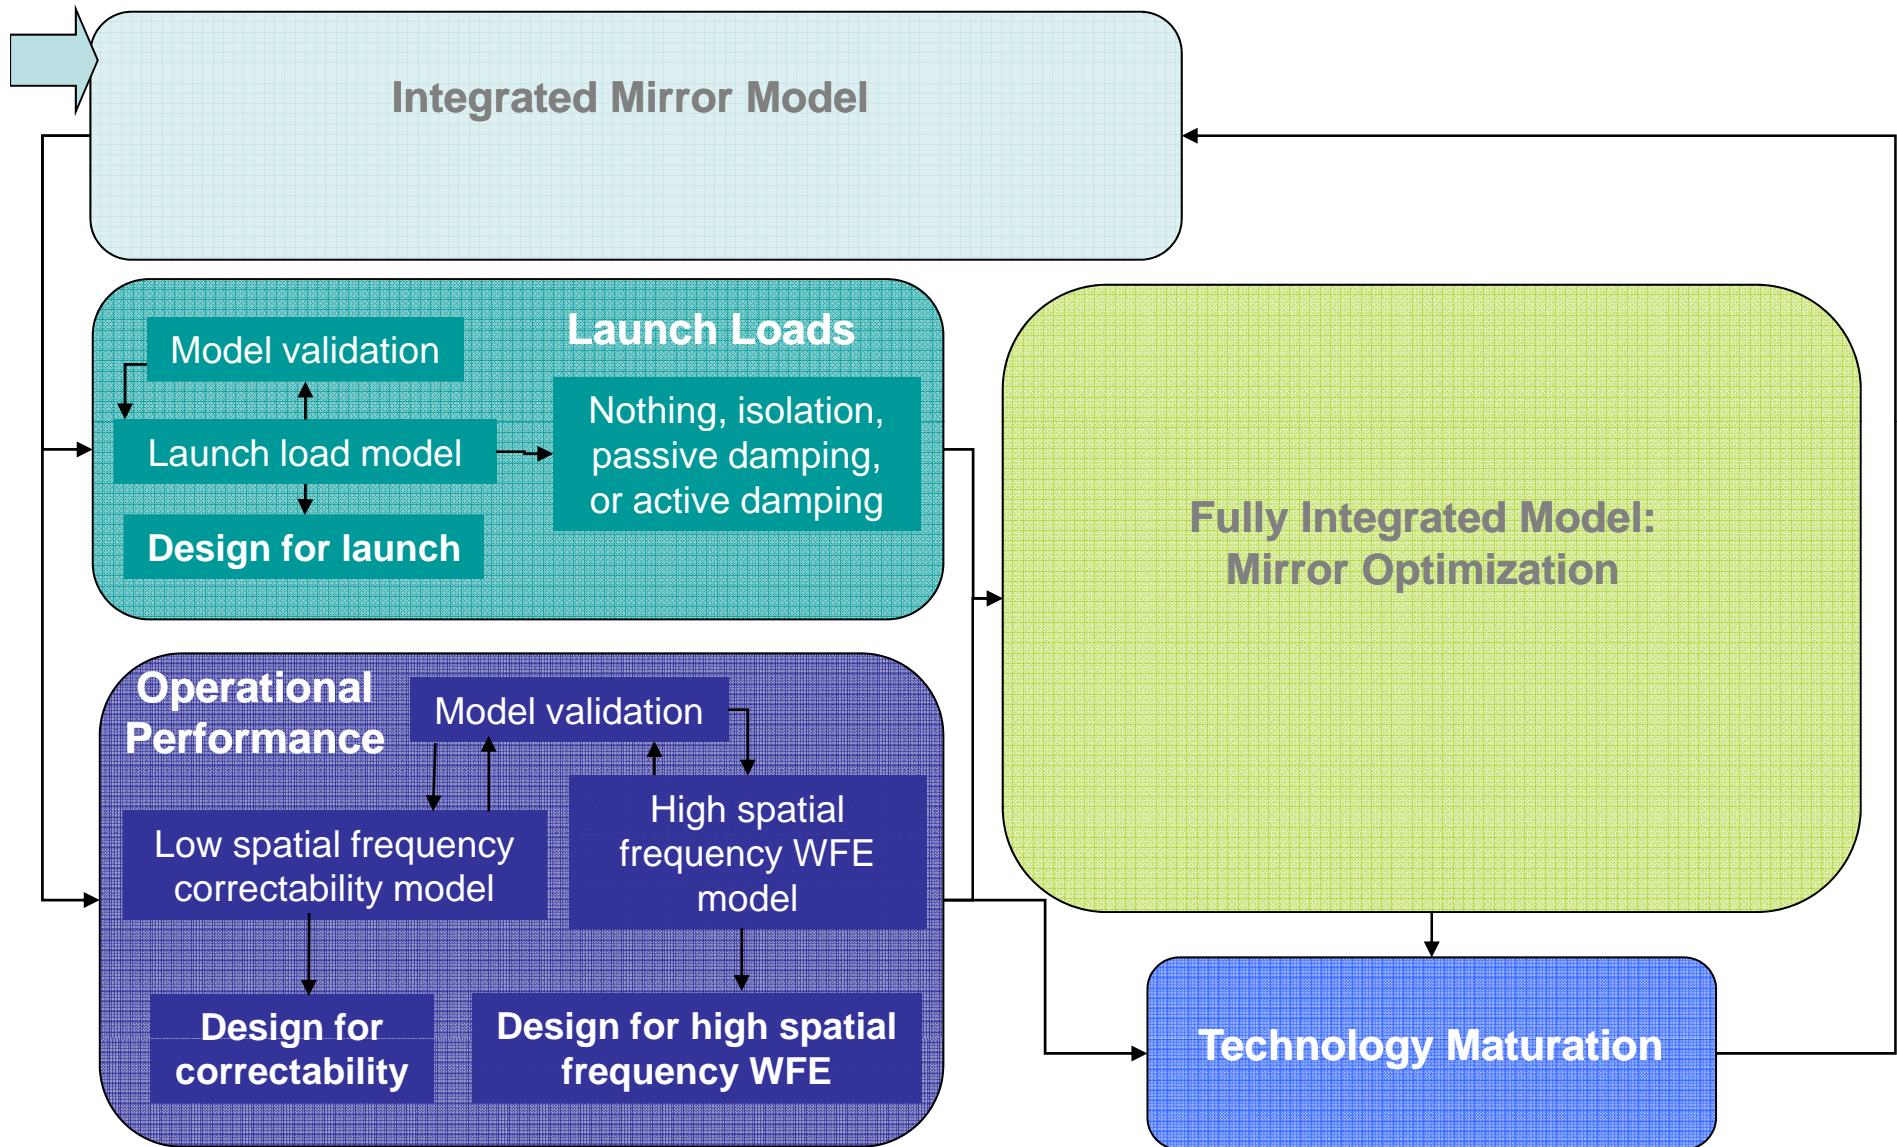 Integrated Mirror Model
Launch Loads
Model validation
Launch load model
Design for launch
Nothing, isolation,
passive damping,
or active damping
Fully Integrated Model:
Mirror Optimization
Operational
Performance
Model validation
Low spatial frequency
correctability model
High spatial
frequency WFE
model
Design for
correctability
Design for high spatial
frequency WFE
Technology Maturation